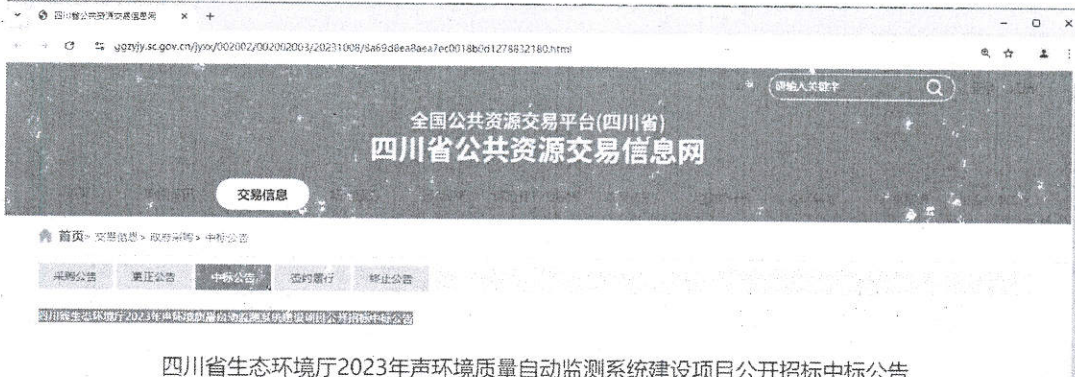 四川省公共资源交易信息网
ggzyjy.sc.gov.cn/jyxx/002002/002002003/20231008/8a69d8ea8aea7ec0018b0d1278832180.html
请输入关键字
全国公共资源交易平台(四川省)
四川省公共资源交易信息网
交易信息
首页> 交易信息> 政府采购> 中标公告
采购公告 更正公告 中标公告 签约履行 终止公告
四川省生态环境厅2023年声环境质量自动监测系统建设项目公开招标中标公告
四川省生态环境厅2023年声环境质量自动监测系统建设项目公开招标中标公告